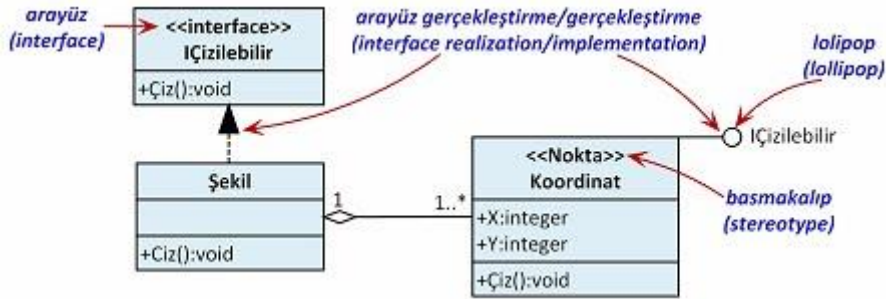 arayüz
(interface)
<<interface>>
IÇizilebilir
+Çiz():void
arayüz gerçekleştirme/gerçekleştirme
(interface realization/implementation)
lolipop
(lollipop)
IÇizilebilir
Şekil
+Ciz():void
1
1..*
<<Nokta>>
Koordinat
+X:integer
+Y:integer
+Çiz():void
basmakalıp
(stereotype)